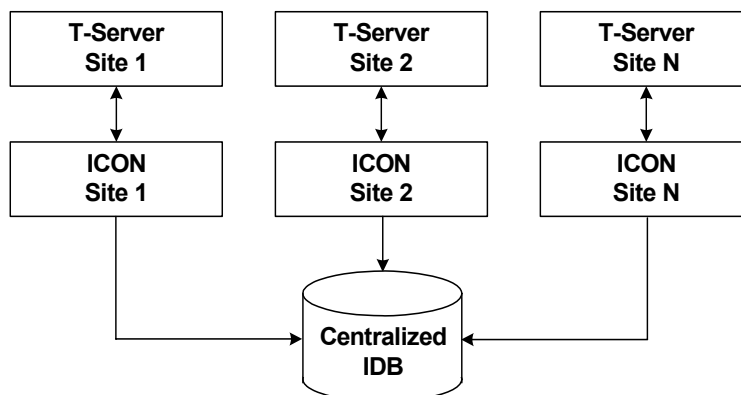 T-Server
Site 1
T-Server
Site 2
T-Server
Site N
ICON
Site 1
ICON
Site 2
ICON
Site N
Centralized
IDB